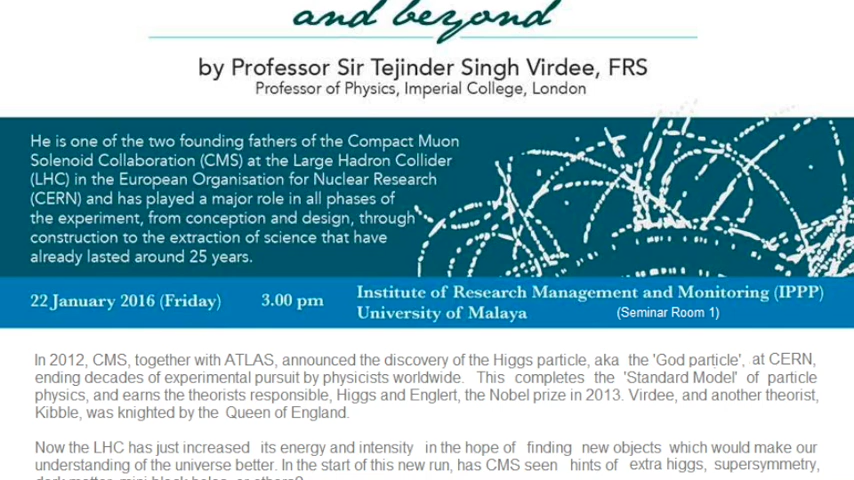 and beyond
by Professor Sir Tejinder Singh Virdee, FRS
Professor of Physics, Imperial College, London
He is one of the two founding fathers of the Compact Muon
Solenoid Collaboration (CMS) at the Large Hadron Collider
(LHC) in the European Organisation for Nuclear Research
(CERN) and has played a major role in all phases of
the experiment, from conception and design, through
construction to the extraction of science that have
already lasted around 25 years.
22 January 2016 (Friday) 3.00 pm Institute of Research Management and Monitoring (IPPP)
University of Malaya (Seminar Room 1)
In 2012, CMS, together with ATLAS, announced the discovery of the Higgs particle, aka the 'God particle', at CERN,
ending decades of experimental pursuit by physicists worldwide. This completes the 'Standard Model' of particle
physics, and earns the theorists responsible, Higgs and Englert, the Nobel prize in 2013. Virdee, and another theorist,
Kibble, was knighted by the Queen of England.
Now the LHC has just increased its energy and intensity in the hope of finding new objects which would make our
understanding of the universe better. In the start of this new run, has CMS seen hints of extra higgs, supersymmetry,
dark matter, mini black holes, or others?